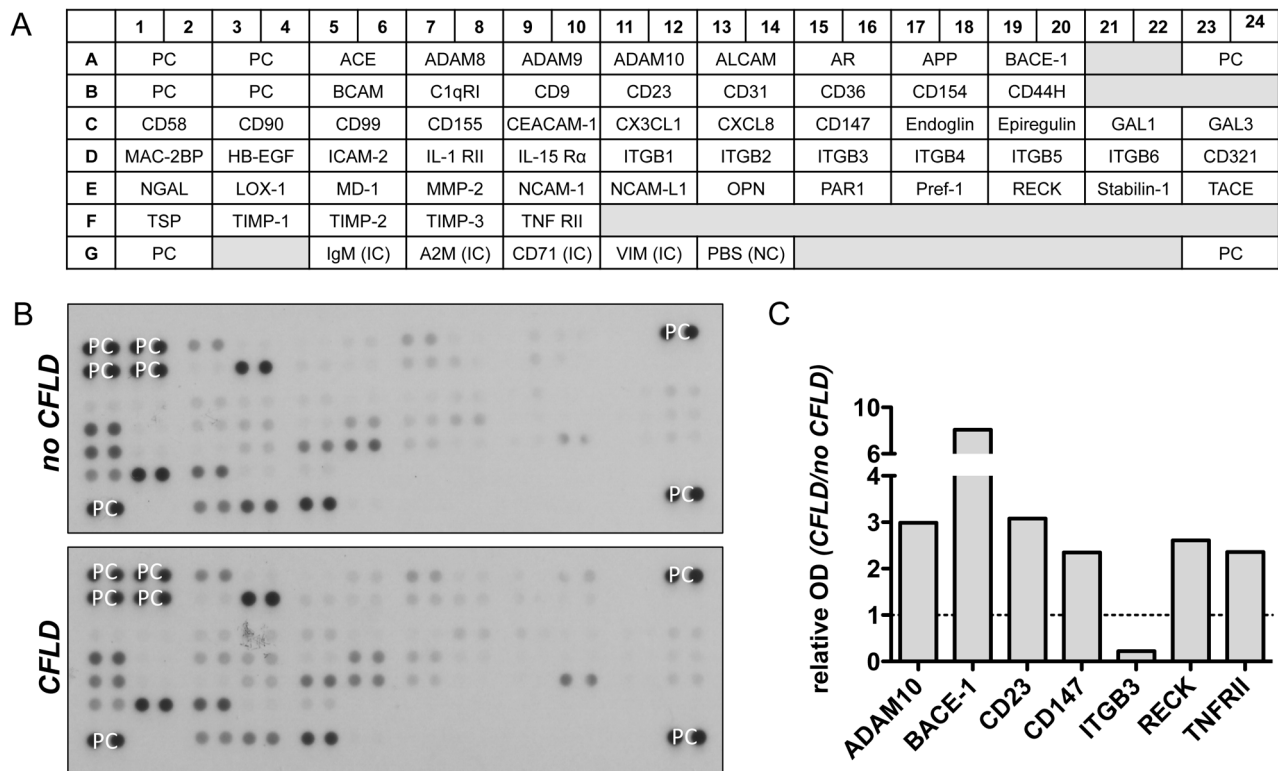 A
1 2 3 4 5 6 7 8 9 10 11 12 13 14 15 16 17 18 19 20 21 22 23 24
A PC PC ACE ADAM8 ADAM9 ADAM10 ALCAM AR APP BACE-1 PC
B PC PC BCAM C1qRI CD9 CD23 CD31 CD36 CD154 CD44H
C CD58 CD90 CD99 CD155 CEACAM-1 CX3CL1 CXCL8 CD147 Endoglin Epiregulin GAL1 GAL3
D MAC-2BP HB-EGF ICAM-2 IL-1 RII IL-15 Rα ITGB1 ITGB2 ITGB3 ITGB4 ITGB5 ITGB6 CD321
E NGAL LOX-1 MD-1 MMP-2 NCAM-1 NCAM-L1 OPN PAR1 Pref-1 RECK Stabilin-1 TACE
F TSP TIMP-1 TIMP-2 TIMP-3 TNF RII
G PC IgM (IC) A2M (IC) CD71 (IC) VIM (IC) PBS (NC) PC
B
no CFLD
PC PC PC
PC PC
PC PC
CFLD
PC PC PC
PC PC
PC PC
C
relative OD (CFLD/no CFLD)
10
6
4
3
2
1
0
ADAM10 BACE-1 CD23 CD147 ITGB3 RECK TNFRII